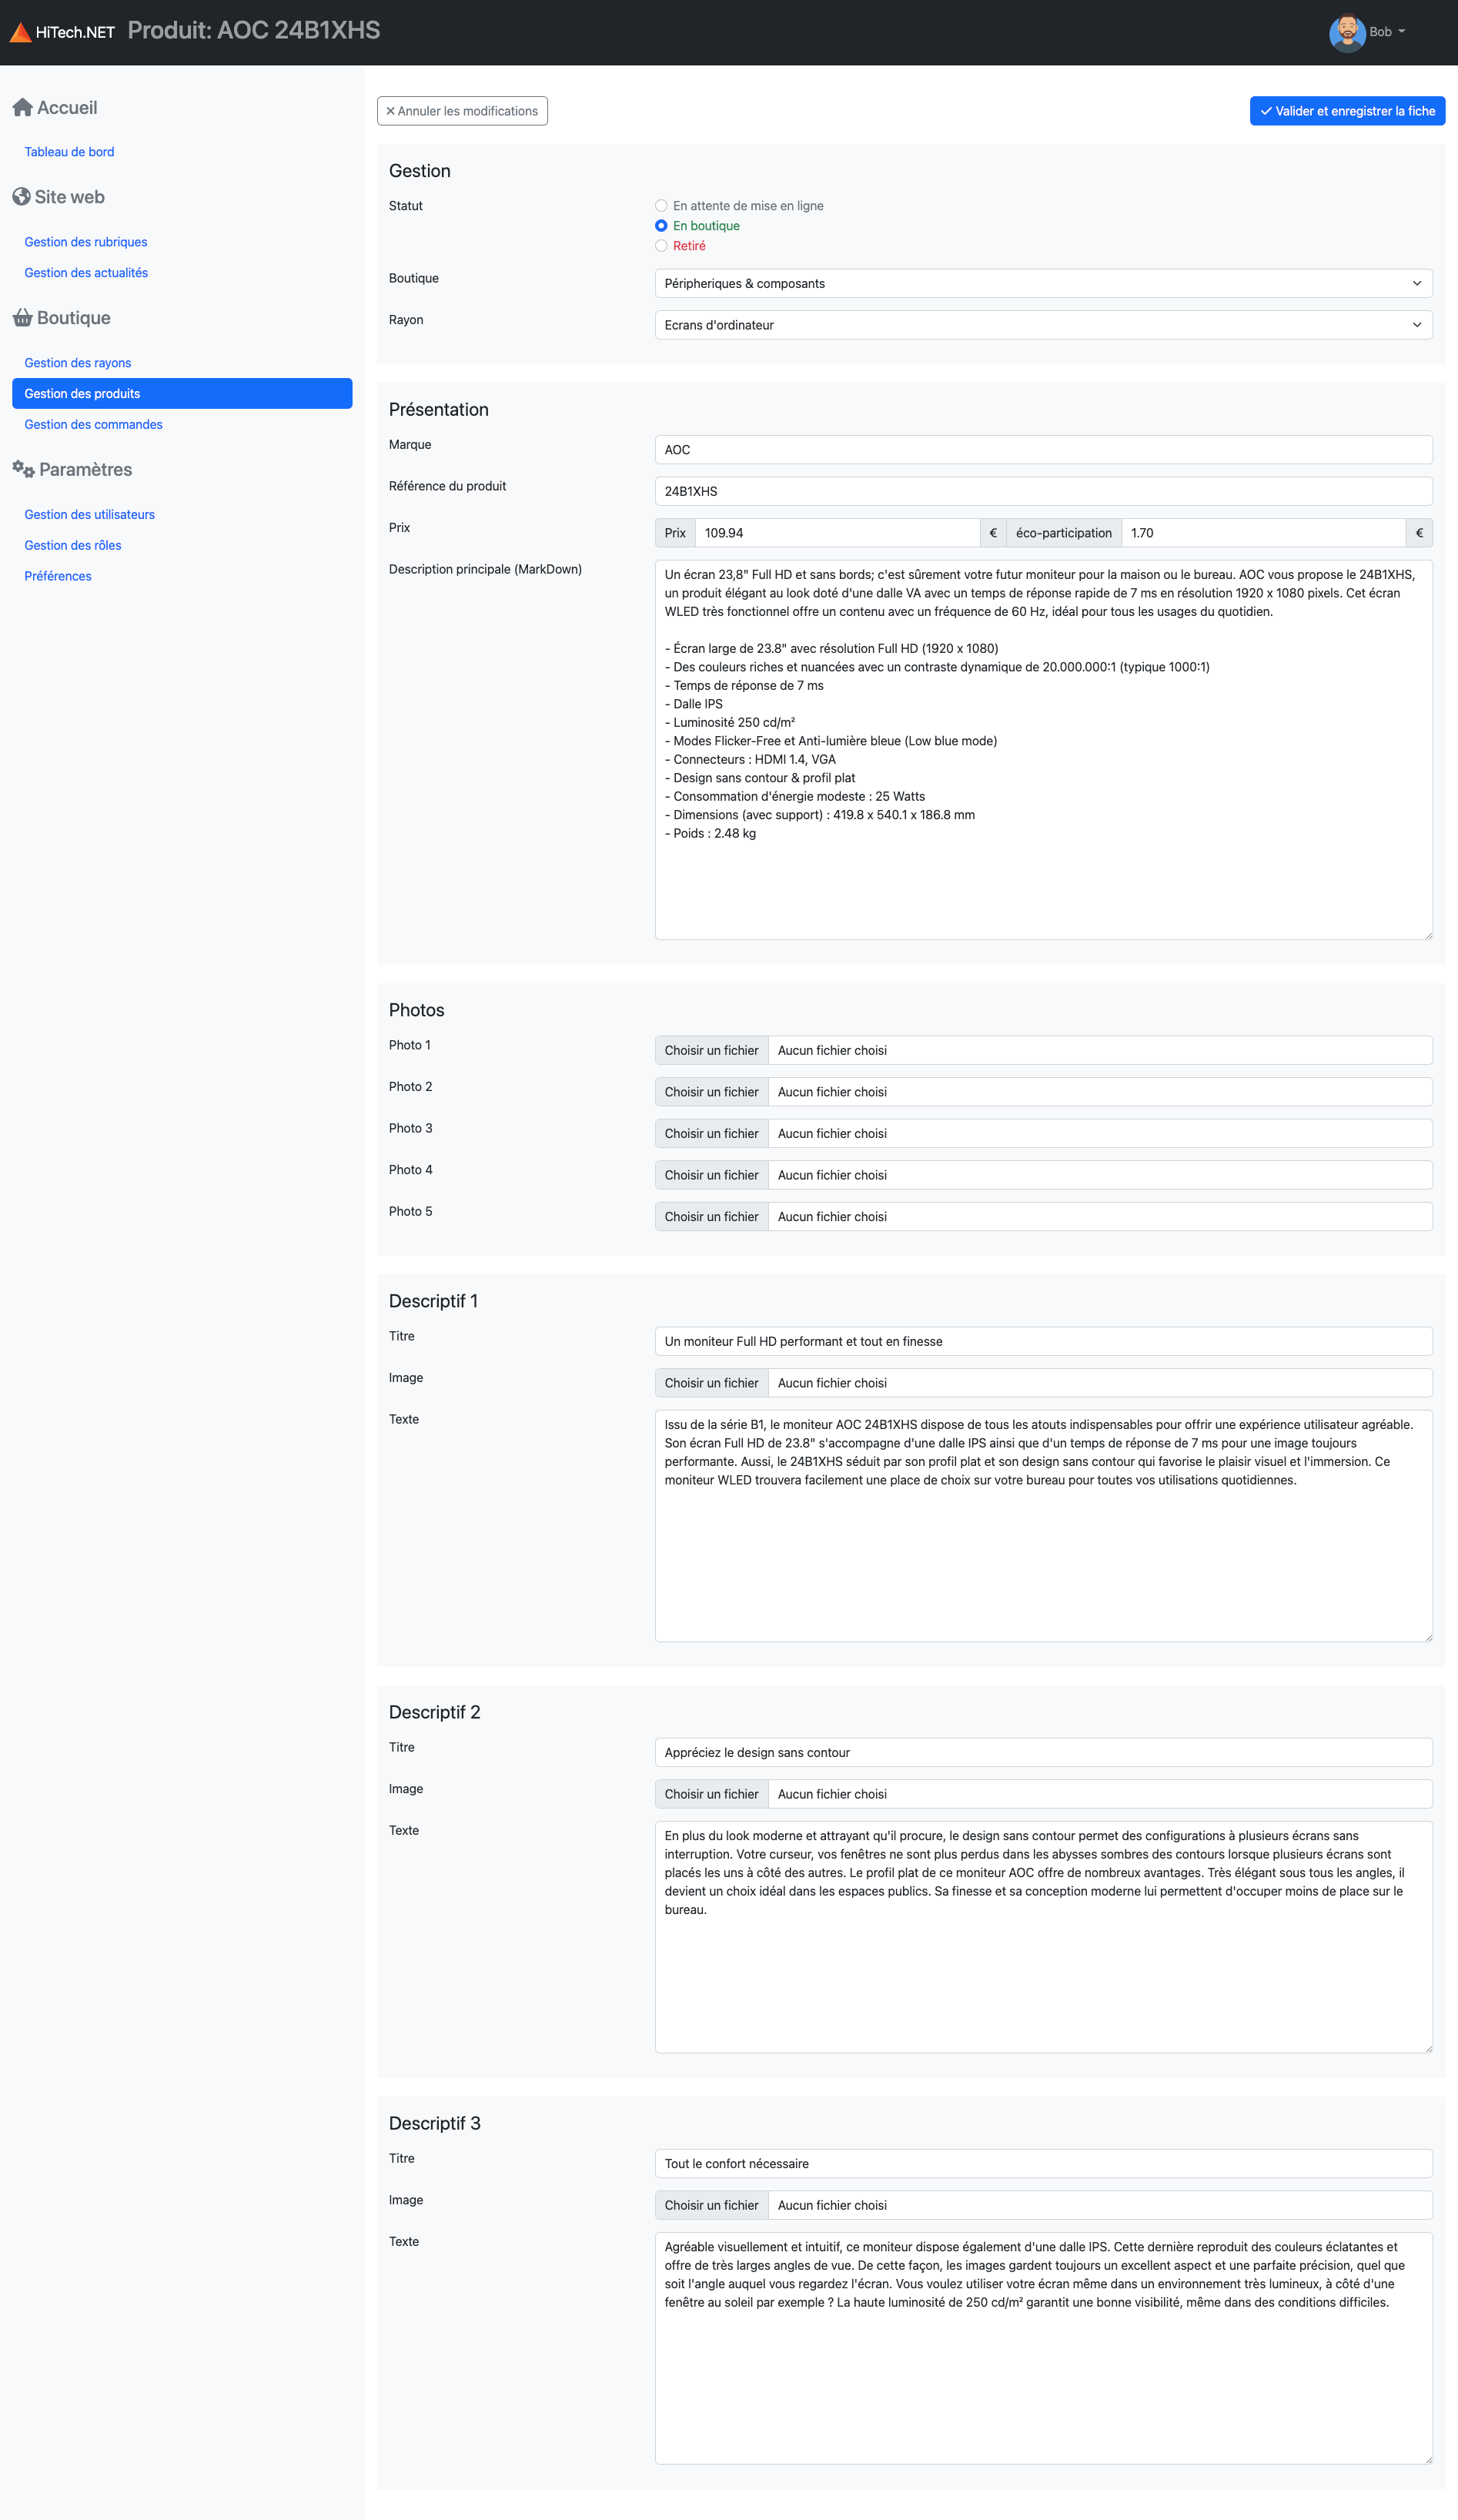 HiTech.NET
Produit: AOC 24B1XHS
Bob
Accueil
Tableau de bord
Site web
Gestion des rubriques
Gestion des actualités
Boutique
Gestion des rayons
Gestion des produits
Gestion des commandes
Paramètres
Gestion des utilisateurs
Gestion des rôles
Préférences
Annuler les modifications
Valider et enregistrer la fiche
Gestion
Statut
En attente de mise en ligne
En boutique
Retiré
Boutique
Péripheriques & composants
Rayon
Ecrans d'ordinateur
Présentation
Marque
AOC
Référence du produit
24B1XHS
Prix
Prix 109.94 € éco-participation 1.70 €
Description principale (MarkDown)
Un écran 23,8" Full HD et sans bords; c'est sûrement votre futur moniteur pour la maison ou le bureau. AOC vous propose le 24B1XHS,
un produit élégant au look doté d'une dalle VA avec un temps de réponse rapide de 7 ms en résolution 1920 x 1080 pixels. Cet écran
WLED très fonctionnel offre un contenu avec un fréquence de 60 Hz, idéal pour tous les usages du quotidien.
- Écran large de 23.8" avec résolution Full HD (1920 x 1080)
- Des couleurs riches et nuancées avec un contraste dynamique de 20.000.000:1 (typique 1000:1)
- Temps de réponse de 7 ms
- Dalle IPS
- Luminosité 250 cd/m²
- Modes Flicker-Free et Anti-lumière bleue (Low blue mode)
- Connecteurs : HDMI 1.4, VGA
- Design sans contour & profil plat
- Consommation d'énergie modeste : 25 Watts
- Dimensions (avec support) : 419.8 x 540.1 x 186.8 mm
- Poids : 2.48 kg
Photos
Photo 1
Choisir un fichier Aucun fichier choisi
Photo 2
Choisir un fichier Aucun fichier choisi
Photo 3
Choisir un fichier Aucun fichier choisi
Photo 4
Choisir un fichier Aucun fichier choisi
Photo 5
Choisir un fichier Aucun fichier choisi
Descriptif 1
Titre
Un moniteur Full HD performant et tout en finesse
Image
Choisir un fichier Aucun fichier choisi
Texte
Issu de la série B1, le moniteur AOC 24B1XHS dispose de tous les atouts indispensables pour offrir une expérience utilisateur agréable.
Son écran Full HD de 23.8" s'accompagne d'une dalle IPS ainsi que d'un temps de réponse de 7 ms pour une image toujours
performante. Aussi, le 24B1XHS séduit par son profil plat et son design sans contour qui favorise le plaisir visuel et l'immersion. Ce
moniteur WLED trouvera facilement une place de choix sur votre bureau pour toutes vos utilisations quotidiennes.
Descriptif 2
Titre
Appréciez le design sans contour
Image
Choisir un fichier Aucun fichier choisi
Texte
En plus du look moderne et attrayant qu'il procure, le design sans contour permet des configurations à plusieurs écrans sans
interruption. Votre curseur, vos fenêtres ne sont plus perdus dans les abysses sombres des contours lorsque plusieurs écrans sont
placés les uns à côté des autres. Le profil plat de ce moniteur AOC offre de nombreux avantages. Très élégant sous tous les angles, il
devient un choix idéal dans les espaces publics. Sa finesse et sa conception moderne lui permettent d'occuper moins de place sur le
bureau.
Descriptif 3
Titre
Tout le confort nécessaire
Image
Choisir un fichier Aucun fichier choisi
Texte
Agréable visuellement et intuitif, ce moniteur dispose également d'une dalle IPS. Cette dernière reproduit des couleurs éclatantes et
offre de très larges angles de vue. De cette façon, les images gardent toujours un excellent aspect et une parfaite précision, quel que
soit l'angle auquel vous regardez l'écran. Vous voulez utiliser votre écran même dans un environnement très lumineux, à côté d'une
fenêtre au soleil par exemple ? La haute luminosité de 250 cd/m² garantit une bonne visibilité, même dans des conditions difficiles.